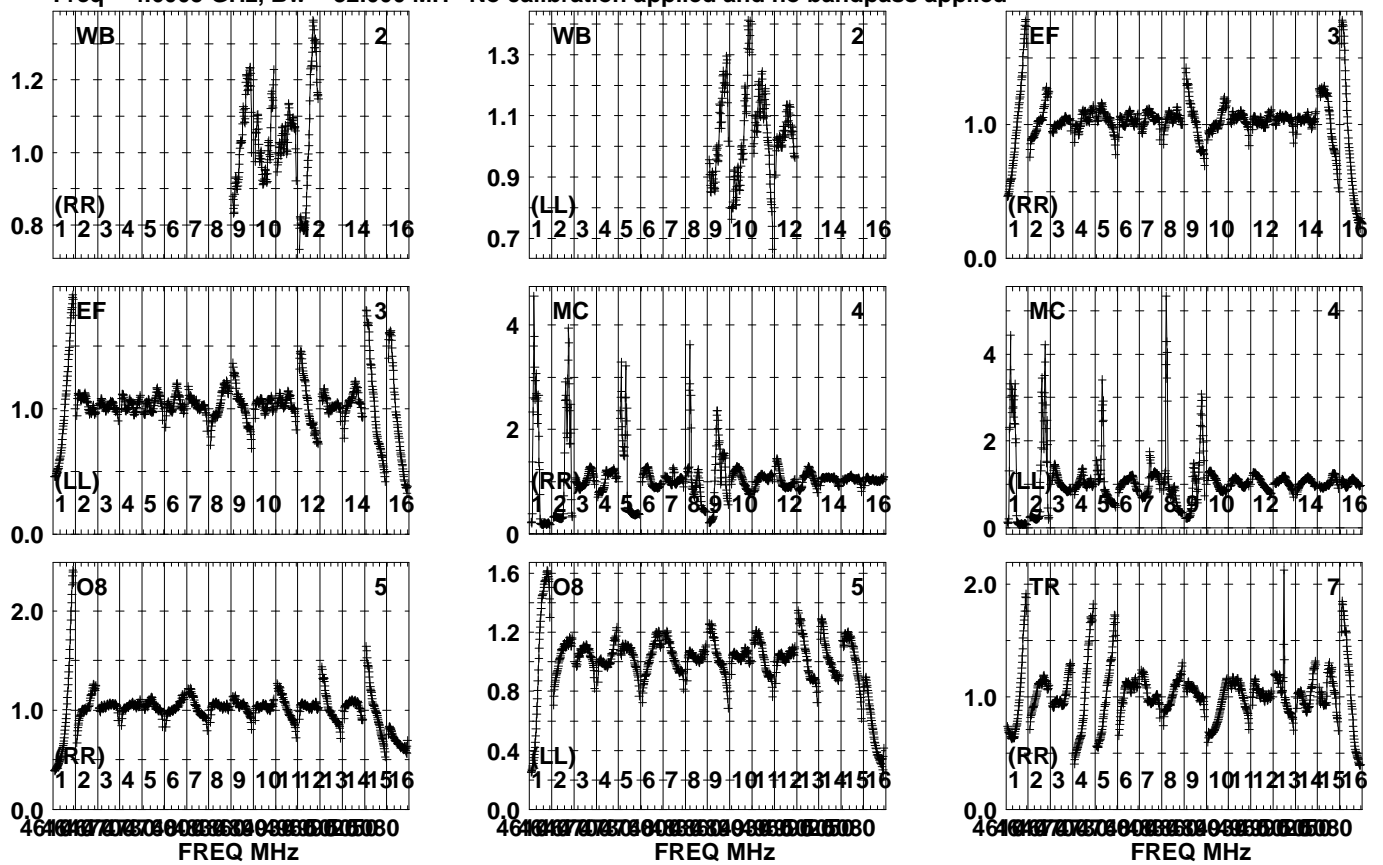 Freq = GHz, Bw = MH No calibration applied and no bandpass applied
WB 2
1.2
1.0
0.8
(RR)
1 2 3 4 5 6 7 8 9 10 12 14 16
WB 2
1.3
1.1
0.9
0.7
(LL)
1 2 3 4 5 6 7 8 9 10 12 14 16
EF 3
1.0
0.0
(RR)
1 2 3 4 5 6 7 8 9 10 12 14 16
EF 3
1.0
0.0
(LL)
1 2 3 4 5 6 7 8 9 10 12 14 16
MC 4
4
2
0
(RR)
1 2 3 4 5 6 7 8 9 10 12 14 16
MC 4
4
2
0
(LL)
1 2 3 4 5 6 7 8 9 10 12 14 16
O8 5
2.0
1.0
0.0
(RR)
1 2 3 4 5 6 7 8 9 10 11 12 13 14 15 16
FREQ MHz
O8 5
1.6
1.2
0.8
0.4
0.0
(LL)
1 2 3 4 5 6 7 8 9 10 11 12 13 14 15 16
FREQ MHz
TR 7
2.0
1.0
0.0
(RR)
1 2 3 4 5 6 7 8 9 10 11 12 13 14 15 16
FREQ MHz